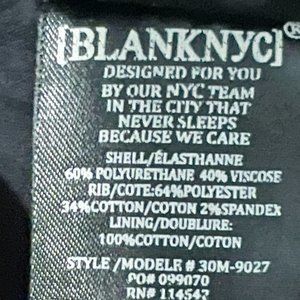 [BLANKNYC]®
DESIGNED FOR YOU
BY OUR NYC TEAM
IN THE CITY THAT
NEVER SLEEPS
BECAUSE WE CARE
SHELL/ÉLASTHANNE
60% POLYURETHANE 40% VISCOSE
RIB/COTE:64%POLYESTER
34%COTTON/COTON 2%SPANDEX
LINING/DOUBLURE:
100%COTTON/COTON
STYLE/MODELE # 30M-9027
PO# 099070
RN# 114543